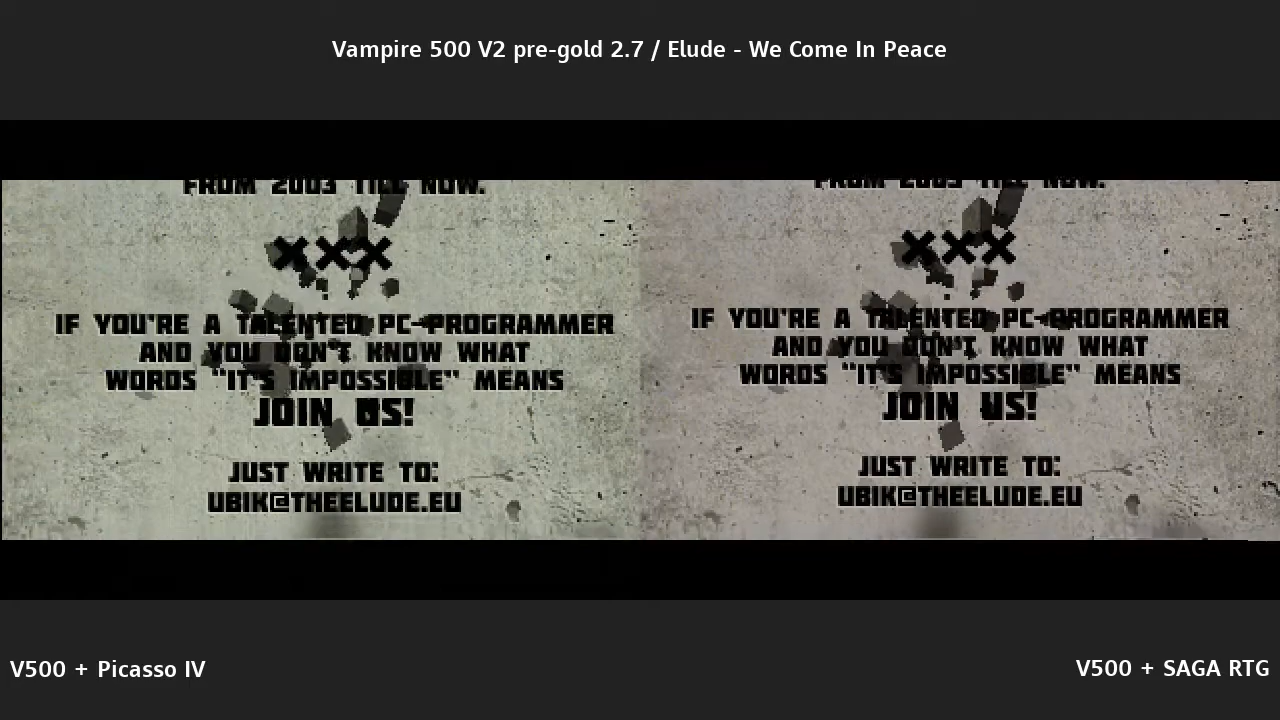 Vampire 500 V2 pre-gold 2.7 / Elude - We Come In Peace
FROM 2003 TILL NOW.
XXX
IF YOU'RE A TALENTED PC-PROGRAMMER
AND YOU DON'T KNOW WHAT
WORDS "IT'S IMPOSSIBLE" MEANS
JOIN US!
JUST WRITE TO:
UBIK@THEELUDE.EU
FROM 2003 TILL NOW.
XXX
IF YOU'RE A TALENTED PC-PROGRAMMER
AND YOU DON'T KNOW WHAT
WORDS "IT'S IMPOSSIBLE" MEANS
JOIN US!
JUST WRITE TO:
UBIK@THEELUDE.EU
V500 + Picasso IV
V500 + SAGA RTG